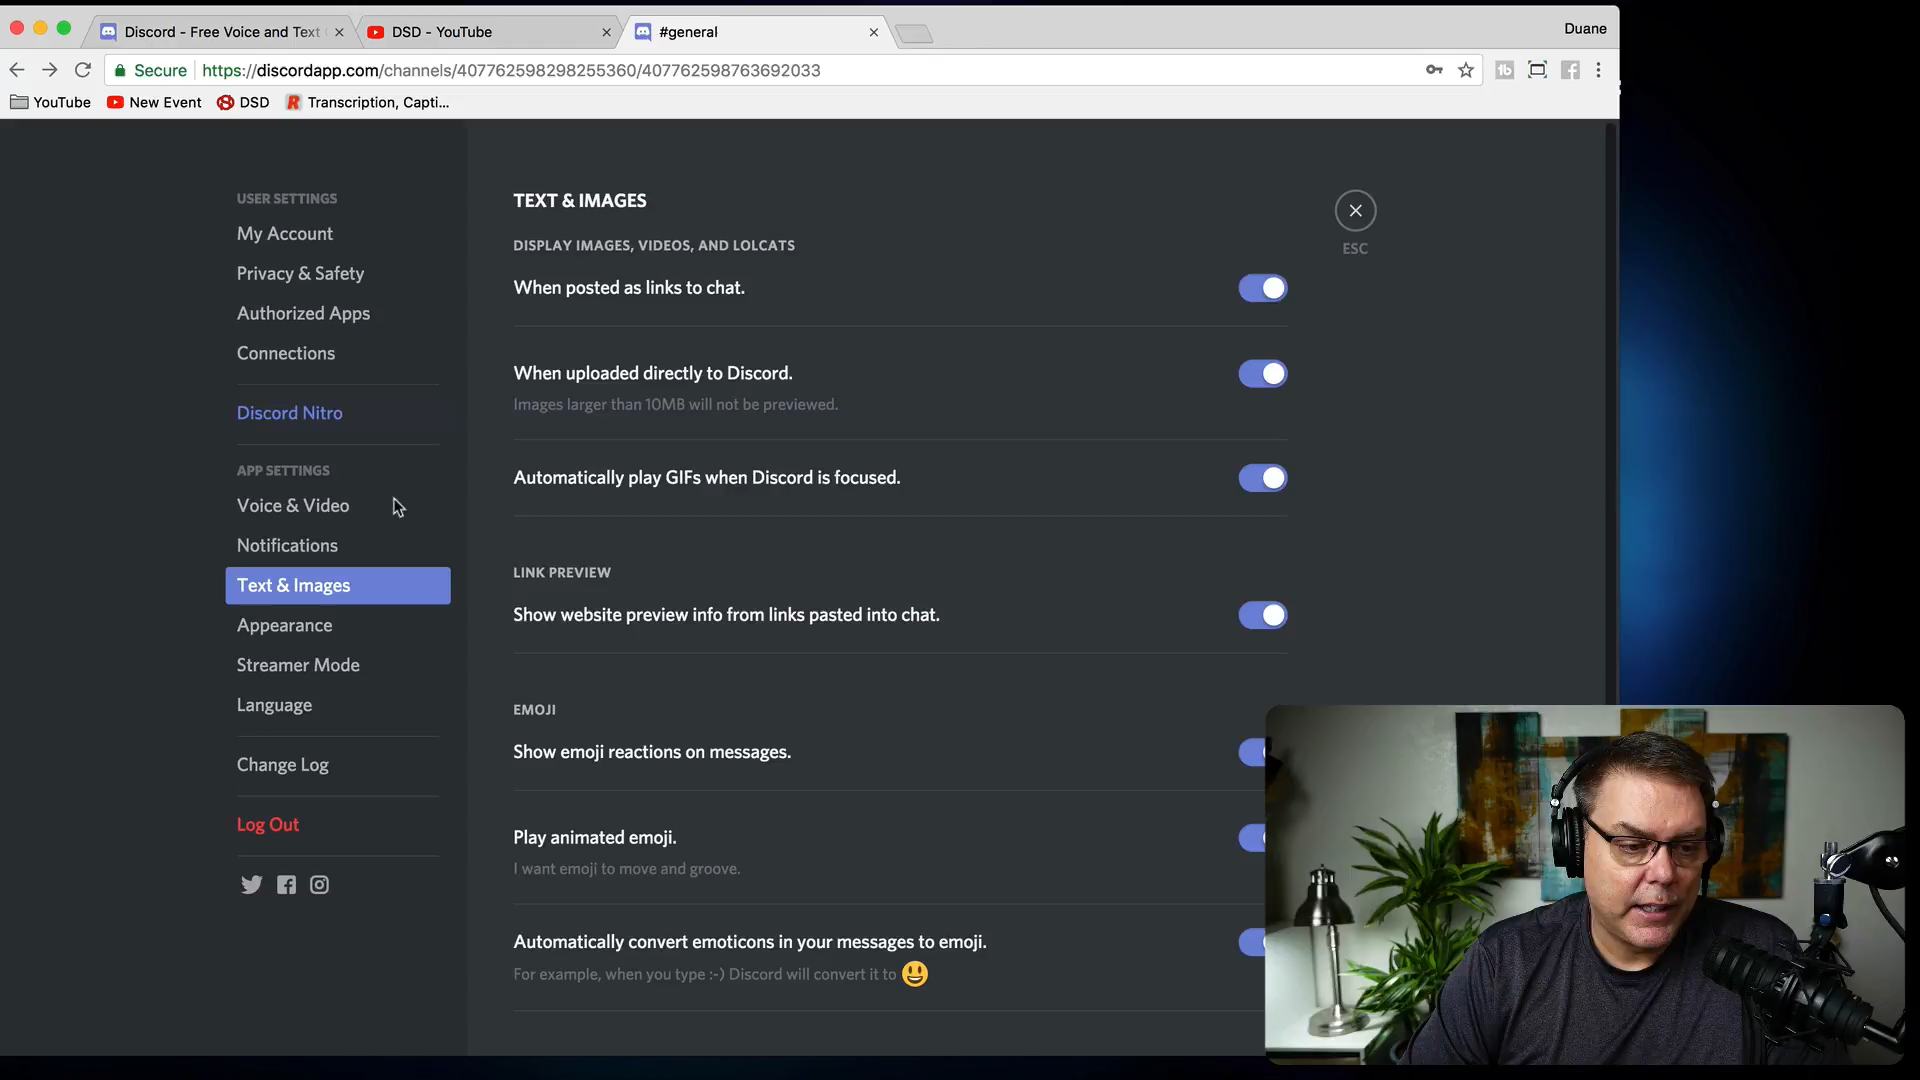 Discord - Free Voice and Text
DSD - YouTube
#general
Duane
Secure
https://discordapp.com/channels/407762598298255360/407762598763692033
YouTube
New Event
DSD
Transcription, Capti...
USER SETTINGS
My Account
Privacy & Safety
Authorized Apps
Connections
Discord Nitro
APP SETTINGS
Voice & Video
Notifications
Text & Images
Appearance
Streamer Mode
Language
Change Log
Log Out
TEXT & IMAGES
ESC
DISPLAY IMAGES, VIDEOS, AND LOLCATS
When posted as links to chat.
When uploaded directly to Discord.
Images larger than 10MB will not be previewed.
Automatically play GIFs when Discord is focused.
LINK PREVIEW
Show website preview info from links pasted into chat.
EMOJI
Show emoji reactions on messages.
Play animated emoji.
I want emoji to move and groove.
Automatically convert emoticons in your messages to emoji.
For example, when you type :-) Discord will convert it to 😃